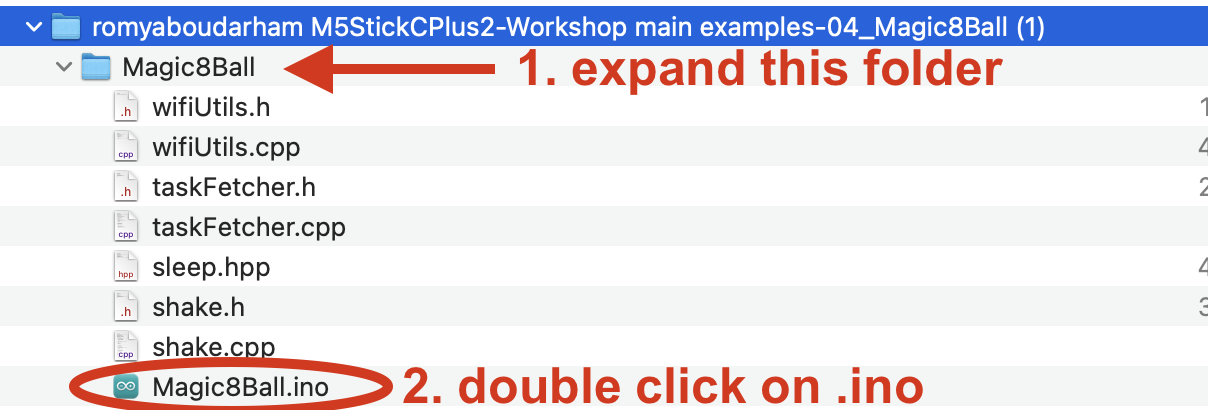 romyaboudarham M5StickCPlus2-Workshop main examples-04_Magic8Ball (1)
Magic8Ball 1. expand this folder
.h wifiUtils.h 1
cpp wifiUtils.cpp 4
.h taskFetcher.h 2
cpp taskFetcher.cpp
hpp sleep.hpp 4
.h shake.h 3
cpp shake.cpp
Magic8Ball.ino 2. double click on .ino